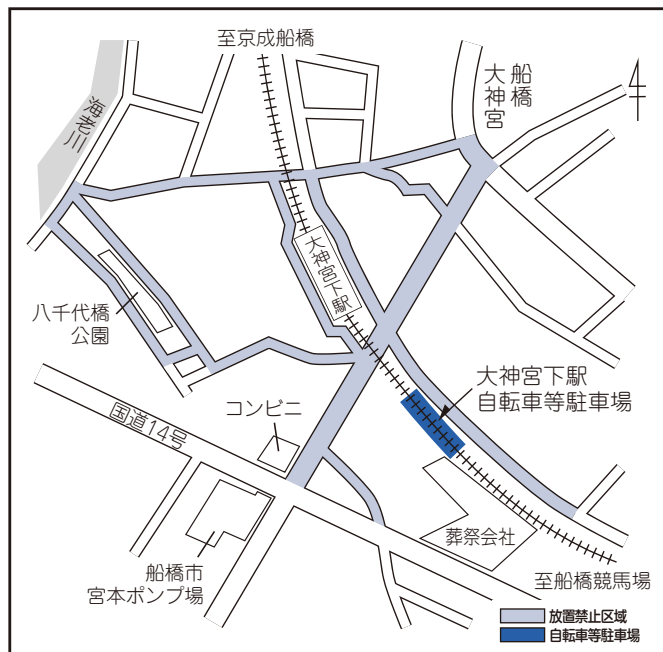 至京成船橋
船橋
大神宮
海老川
大神宮下駅
八千代橋
公園
大神宮下駅
自転車等駐車場
コンビニ
国道14号
葬祭会社
船橋市
宮本ポンプ場
至船橋競馬場
放置禁止区域
自転車等駐車場